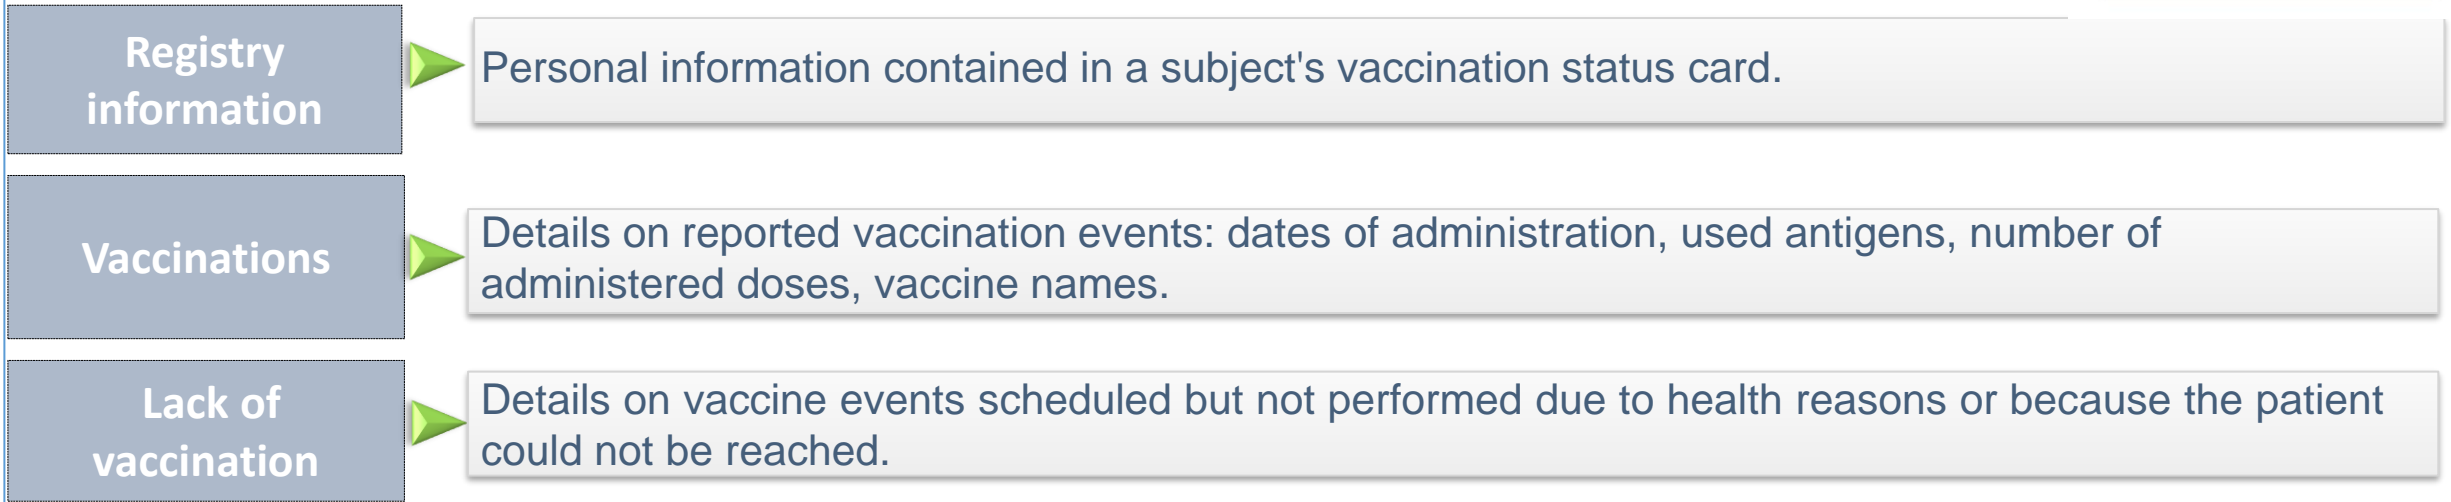 Registry
information
Personal information contained in a subject's vaccination status card.
Vaccinations
Details on reported vaccination events: dates of administration, used antigens, number of
administered doses, vaccine names.
Lack of
vaccination
Details on vaccine events scheduled but not performed due to health reasons or because the patient
could not be reached.